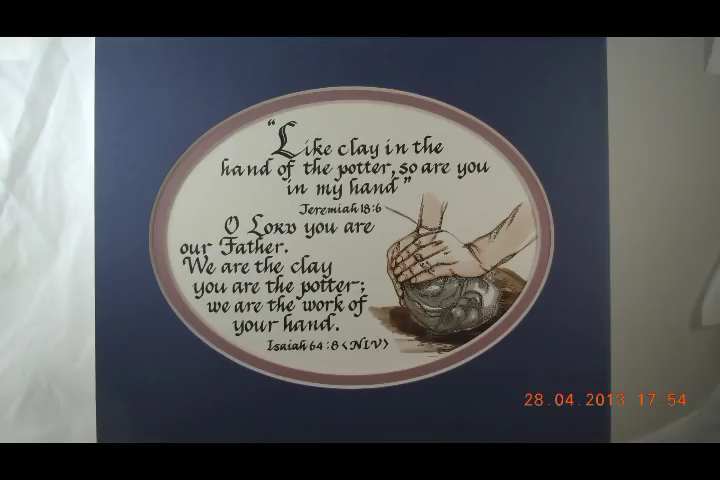 "Like clay in the
hand of the potter, so are you
in my hand"
Jeremiah 18:6
O LORD you are
our Father.
We are the clay
you are the potter;
we are the work of
your hand.
Isaiah 64:8 <NIV>
28.04.2013 17:54